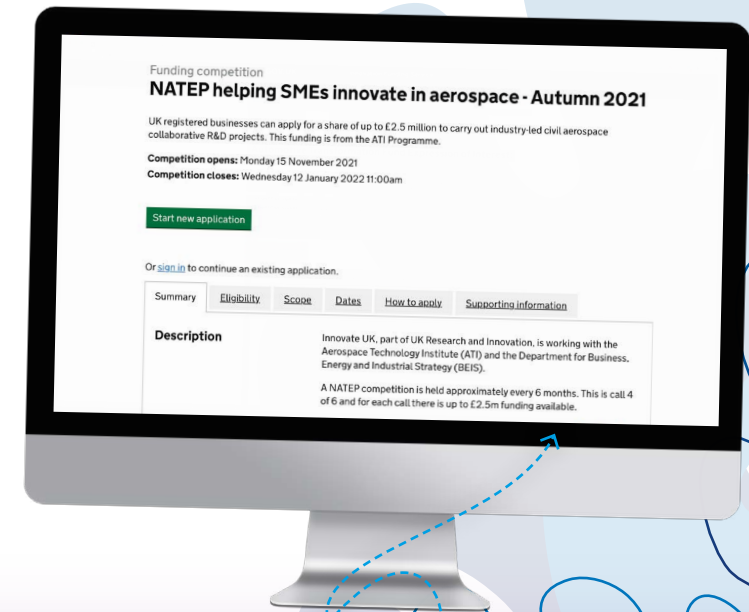 Funding competition
NATEP helping SMEs innovate in aerospace - Autumn 2021
UK registered businesses can apply for a share of up to £2.5 million to carry out industry-led civil aerospace
collaborative R&D projects. This funding is from the ATI Programme.
Competition opens: Monday 15 November 2021
Competition closes: Wednesday 12 January 2022 11:00am
Start new application
Or sign in to continue an existing application.
Summary Eligibility Scope Dates How to apply Supporting information
Description
Innovate UK, part of UK Research and Innovation, is working with the
Aerospace Technology Institute (ATI) and the Department for Business,
Energy and Industrial Strategy (BEIS).
A NATEP competition is held approximately every 6 months. This is call 4
of 6 and for each call there is up to £2.5m funding available.